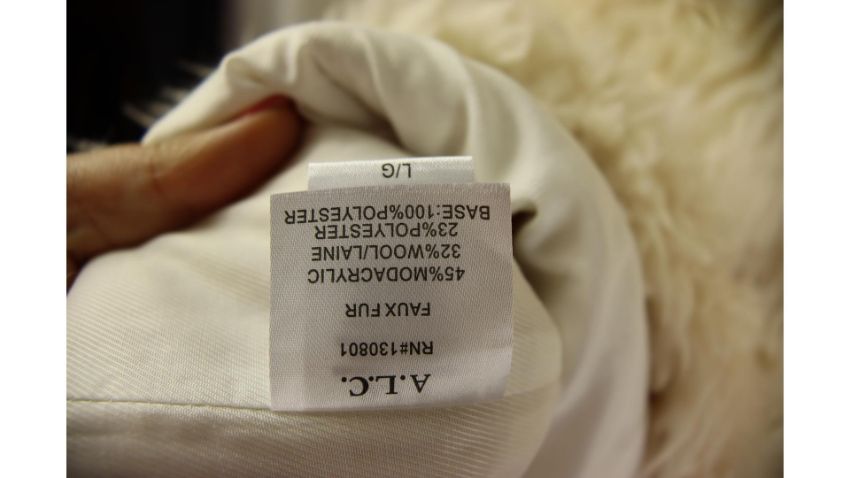 A.L.C.
RN#130801
FAUX FUR
45%MODACRYLIC
32%WOOL/LAINE
23%POLYESTER
BASE:100%POLYESTER
L/G